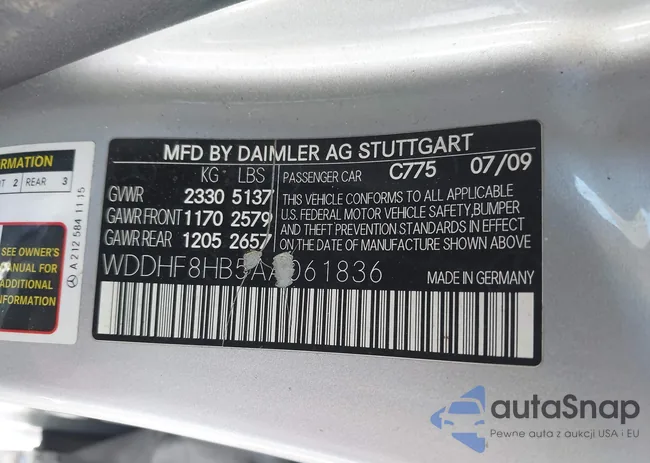 MFD BY DAIMLER AG STUTTGART
KG LBS
PASSENGER CAR C775 07/09
GVWR 2330 5137
GAWR FRONT 1170 2579
GAWR REAR 1205 2657
THIS VEHICLE CONFORMS TO ALL APPLICABLE
U.S. FEDERAL MOTOR VEHICLE SAFETY,BUMPER
AND THEFT PREVENTION STANDARDS IN EFFECT
ON THE DATE OF MANUFACTURE SHOWN ABOVE
WDDHF8HB5AA061836
MADE IN GERMANY
ORMATION
2 REAR 3
SEE OWNER'S
MANUAL FOR
ADDITIONAL
INFORMATION
A 212 584 11 15
autaSnap
Pewne auta z aukcji USA i EU